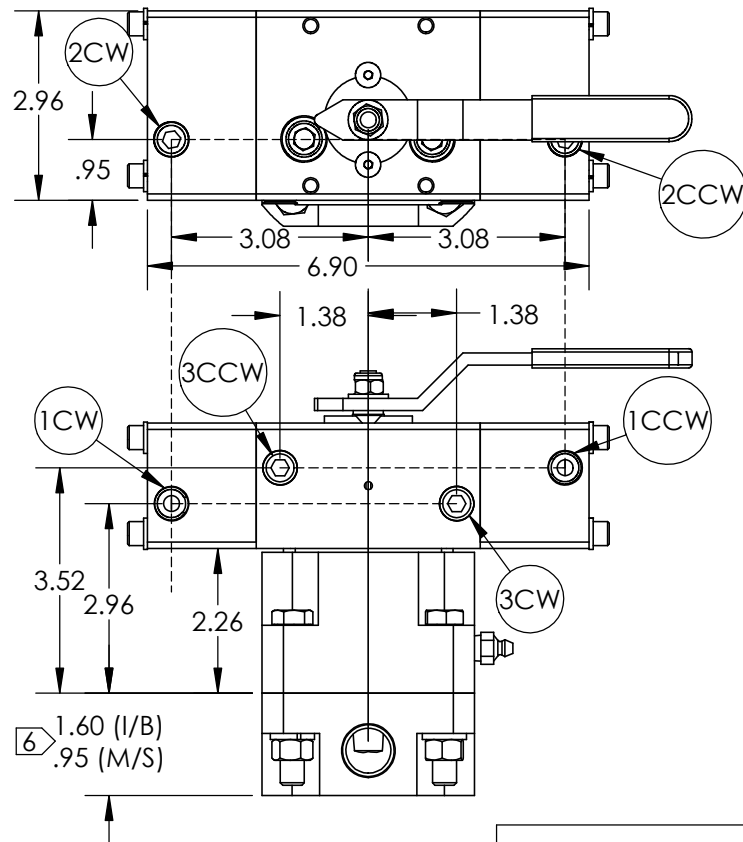 2CW
2.96
.95
2CCW
3.08
3.08
6.90
1.38
1.38
3CCW
1CW
1CCW
3.52
2.96
2.26
3CW
6
1.60 (I/B)
.95 (M/S)